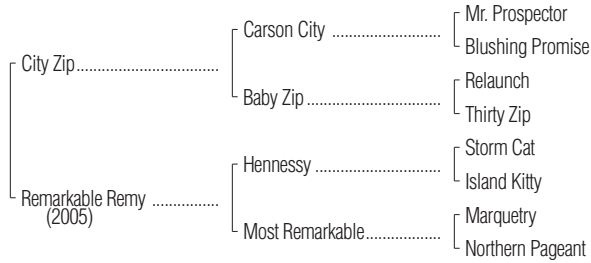 Mr. Prospector
Carson City ..................................
Blushing Promise
City Zip..............................................
Relaunch
Baby Zip ..........................................
Thirty Zip
Storm Cat
Hennessy ........................................
Island Kitty
Remarkable Remy .....................
(2005)
Marquetry
Most Remarkable........................
Northern Pageant